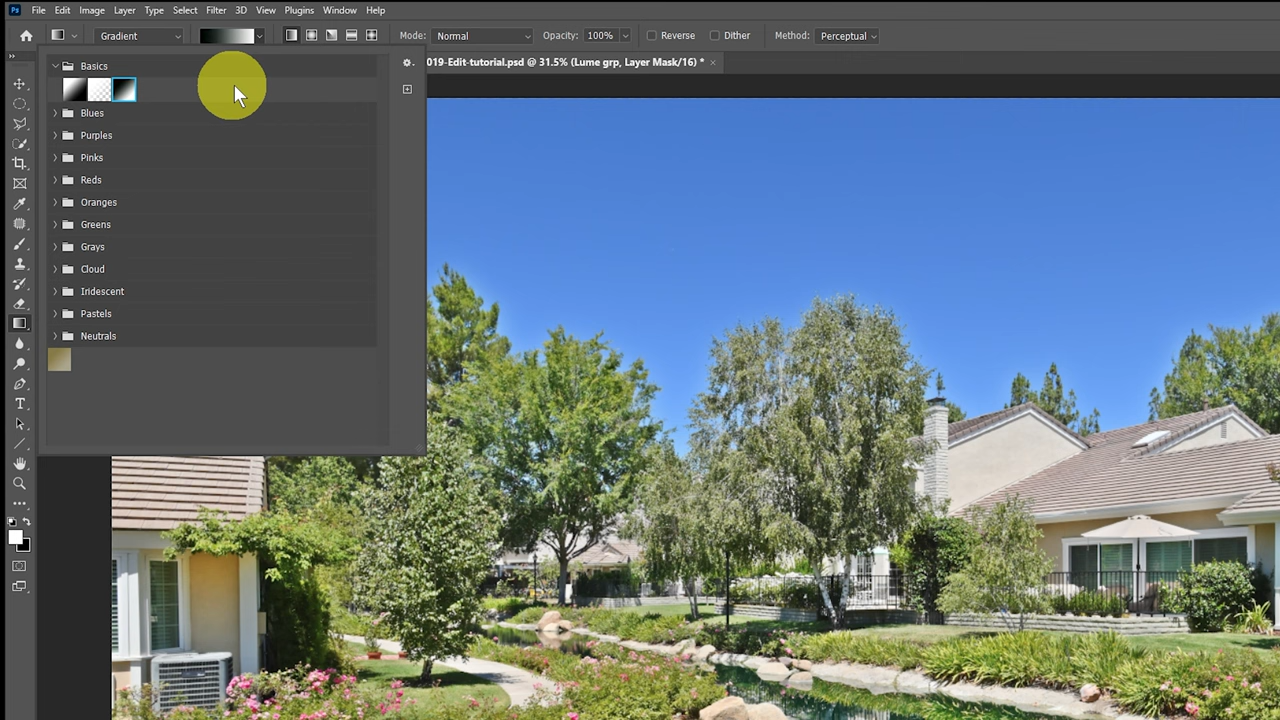 Ps File Edit Image Layer Type Select Filter 3D View Plugins Window Help
Gradient Mode: Normal Opacity: 100% Reverse Dither Method: Perceptual
019-Edit-tutorial.psd @ 31.5% (Lume grp, Layer Mask/16) * ×
Basics
Blues
Purples
Pinks
Reds
Oranges
Greens
Grays
Cloud
Iridescent
Pastels
Neutrals